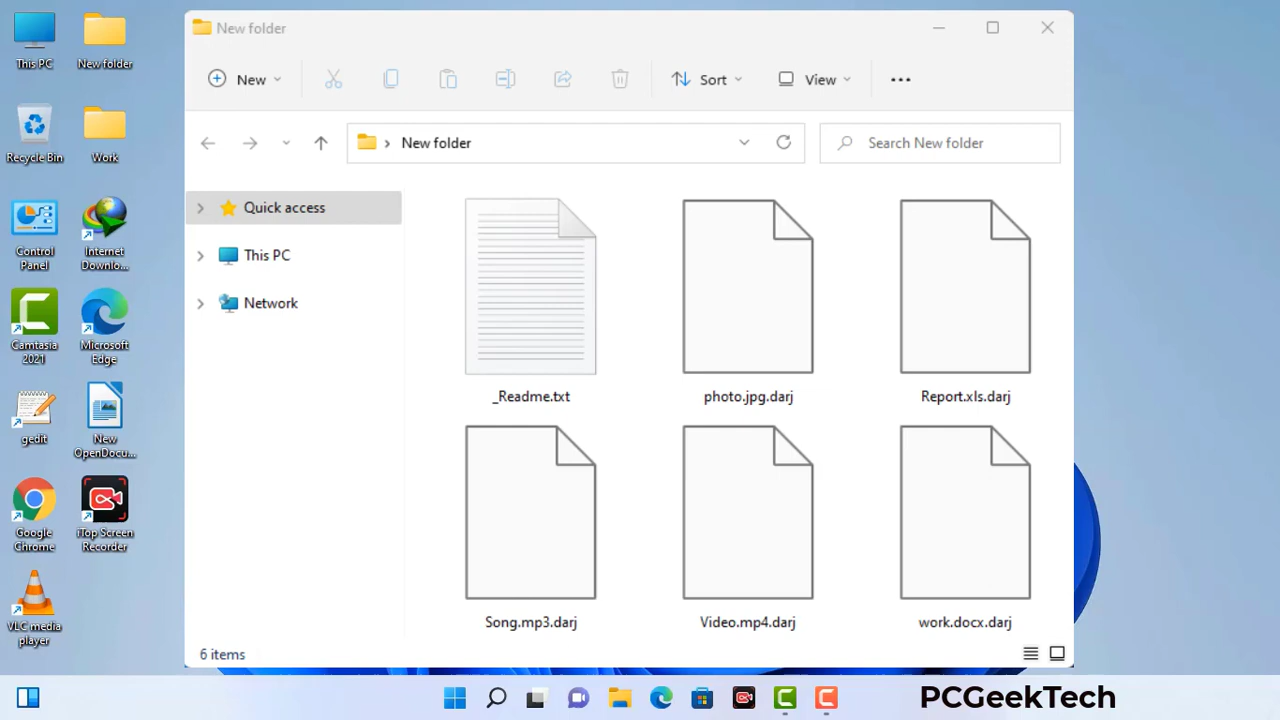 New folder
New
Sort
View
New folder
Search New folder
Quick access
This PC
Network
_Readme.txt
photo.jpg.darj
Report.xls.darj
Song.mp3.darj
Video.mp4.darj
work.docx.darj
6 items
This PC
New folder
Recycle Bin
Work
Control
Panel
Internet
Downlo...
Camtasia
2021
Microsoft
Edge
gedit
New
OpenDocu...
Google
Chrome
iTop Screen
Recorder
VLC media
player
PCGeekTech